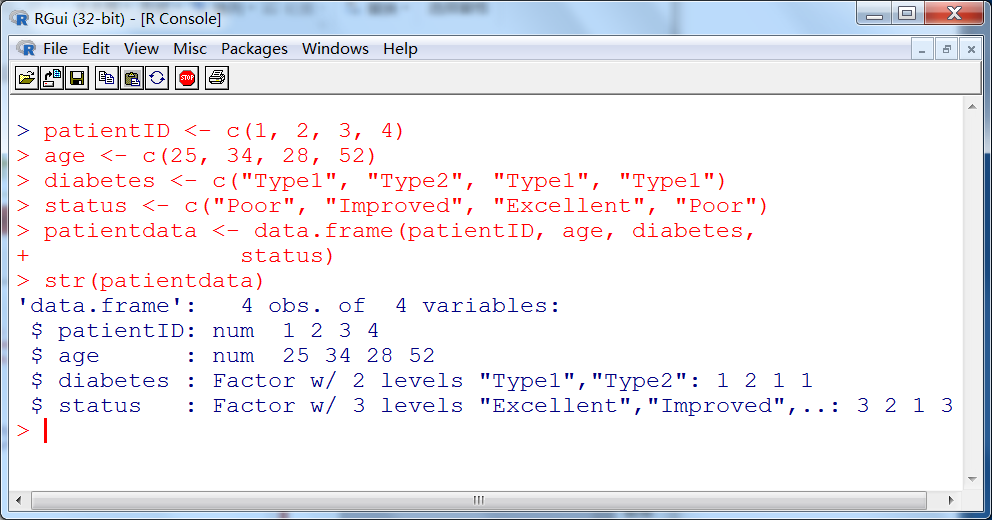 RGui (32-bit) - [R Console]
File Edit View Misc Packages Windows Help
STOP
> patientID <- c(1, 2, 3, 4)
> age <- c(25, 34, 28, 52)
> diabetes <- c("Type1", "Type2", "Type1", "Type1")
> status <- c("Poor", "Improved", "Excellent", "Poor")
> patientdata <- data.frame(patientID, age, diabetes,
+                status)
> str(patientdata)
'data.frame':   4 obs. of  4 variables:
 $ patientID: num  1 2 3 4
 $ age      : num  25 34 28 52
 $ diabetes : Factor w/ 2 levels "Type1","Type2": 1 2 1 1
 $ status   : Factor w/ 3 levels "Excellent","Improved",..: 3 2 1 3
>